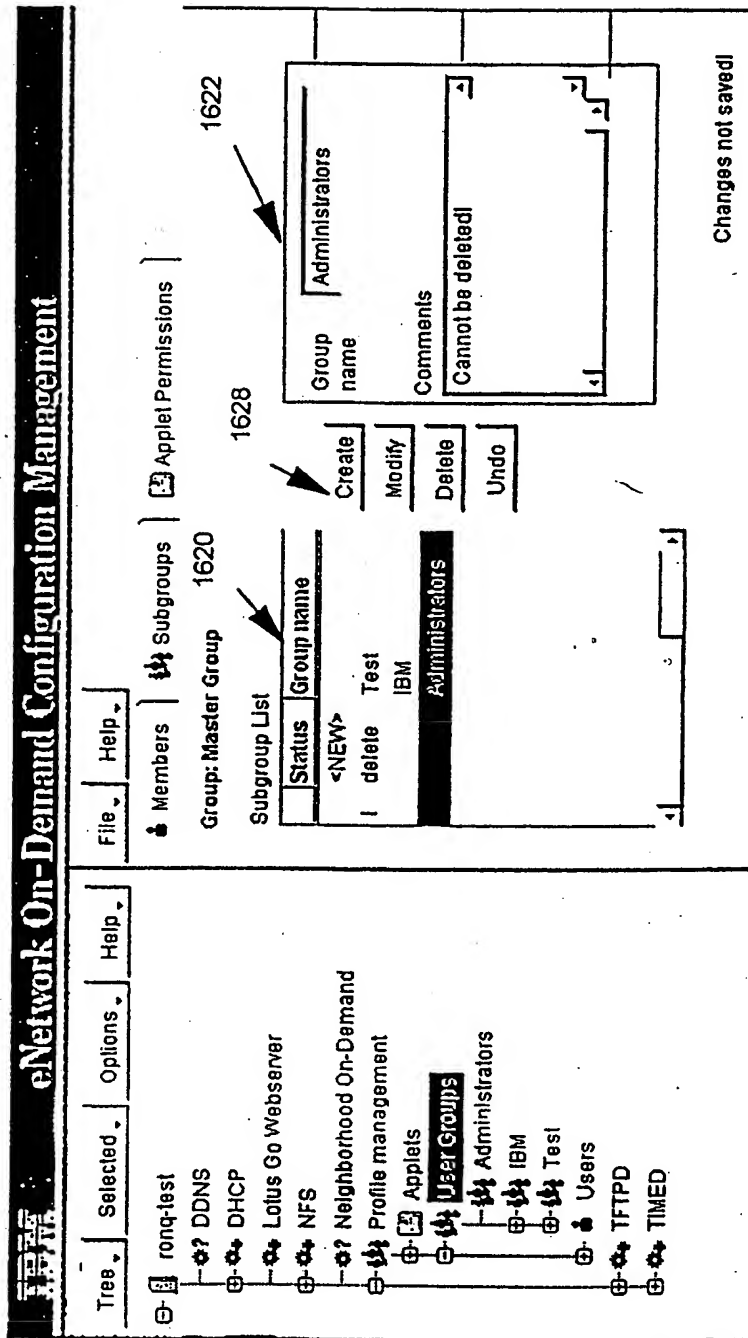 IBM eNetwork On-Demand Configuration Management
Tree Selected Options Help
ronq-test
? DDNS
DHCP
Lotus Go Webserver
NFS
? Neighborhood On-Demand
Profile management
Applets
User Groups
Administrators
IBM
Test
Users
TFTPD
TIMED
File Help
Members Subgroups Applet Permissions
Group: Master Group
1620
1628
1622
Subgroup List
Status Group name
<NEW>
| delete Test
IBM
Administrators
Create
Modify
Delete
Undo
Group
name
Administrators
Comments
Cannot be deleted!
Changes not saved!